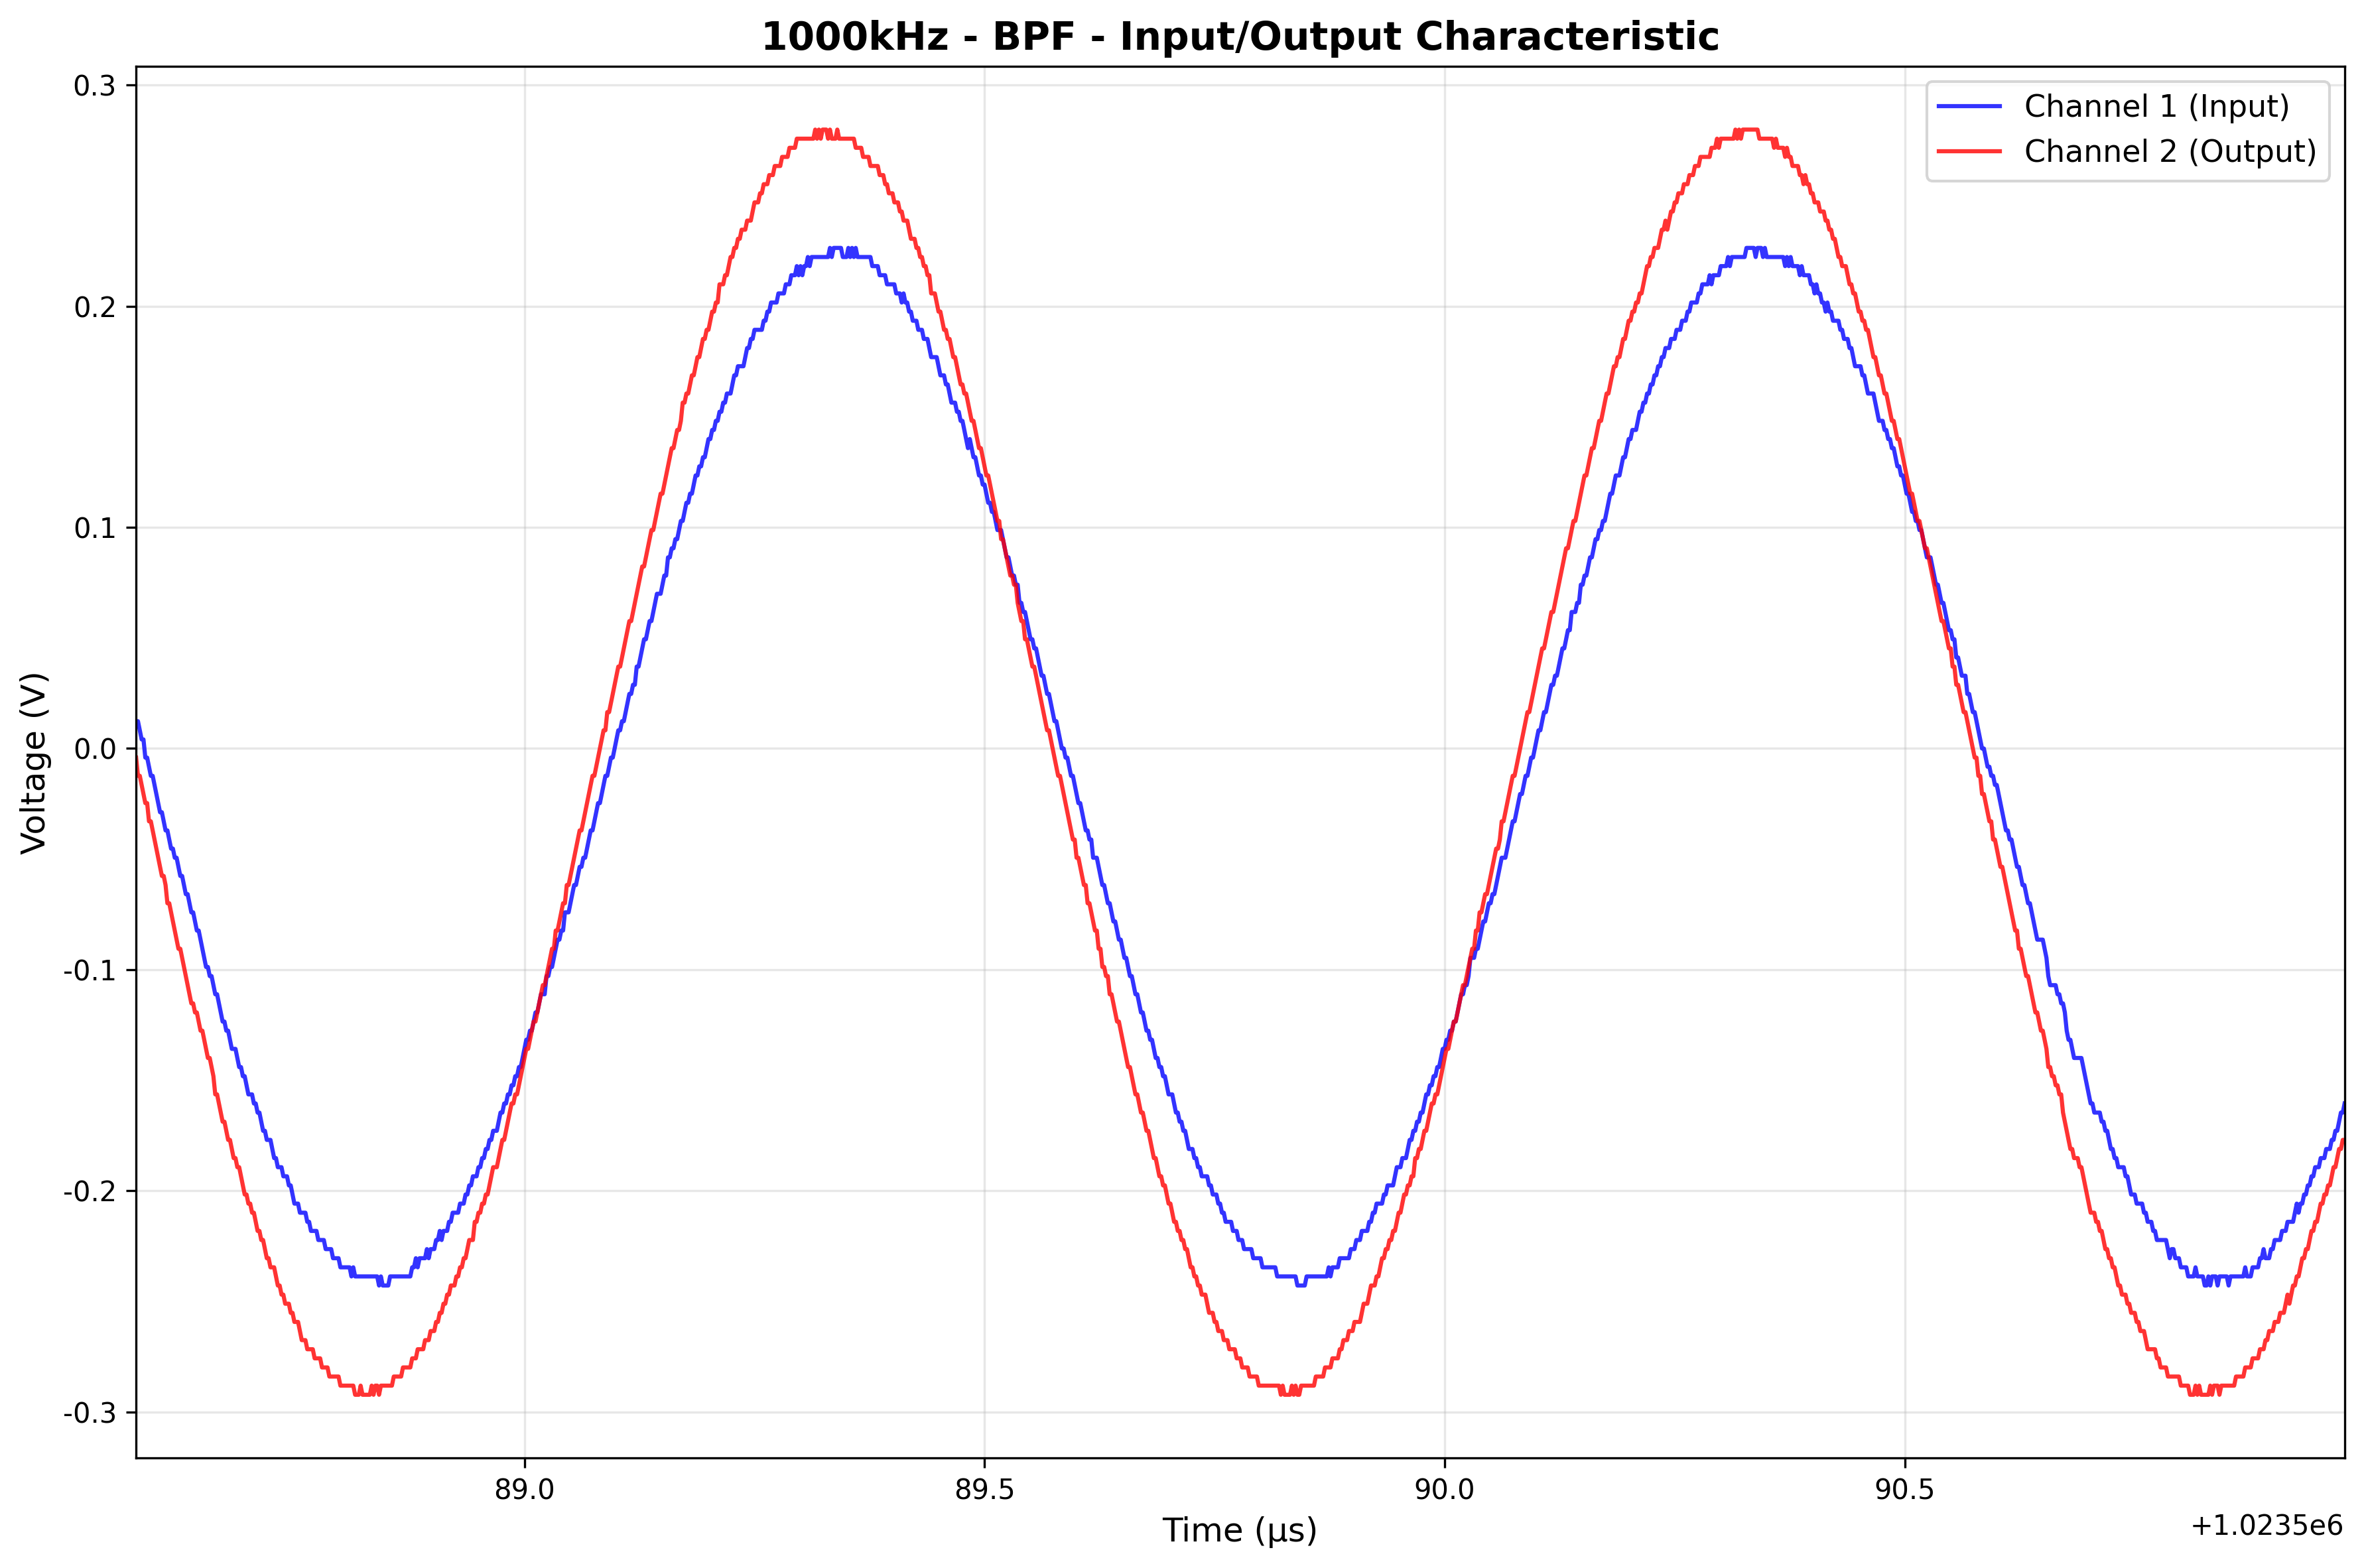 1000kHz - BPF - Input/Output Characteristic
Channel 1 (Input)
Channel 2 (Output)
Voltage (V)
0.3
0.2
0.1
0.0
-0.1
-0.2
-0.3
89.0 89.5 90.0 90.5
Time (μs)
+1.0235e6